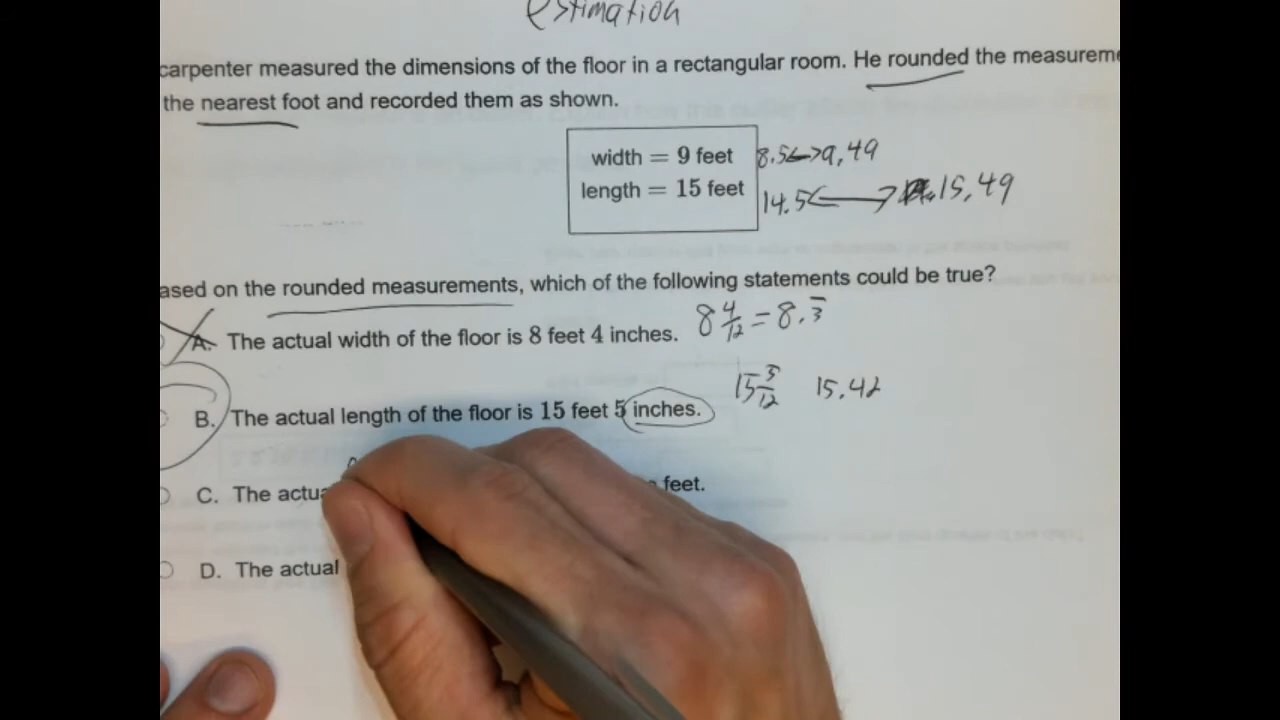 estimation
carpenter measured the dimensions of the floor in a rectangular room. He rounded the measureme
the nearest foot and recorded them as shown.
width = 9 feet 8.5<->9,49
length = 15 feet 14.5<->15,49
ased on the rounded measurements, which of the following statements could be true?
A. The actual width of the floor is 8 feet 4 inches. 8 4/12 = 8.3̅
B. The actual length of the floor is 15 feet 5 inches. 15 5/12 15.42
C. The actua feet.
D. The actual